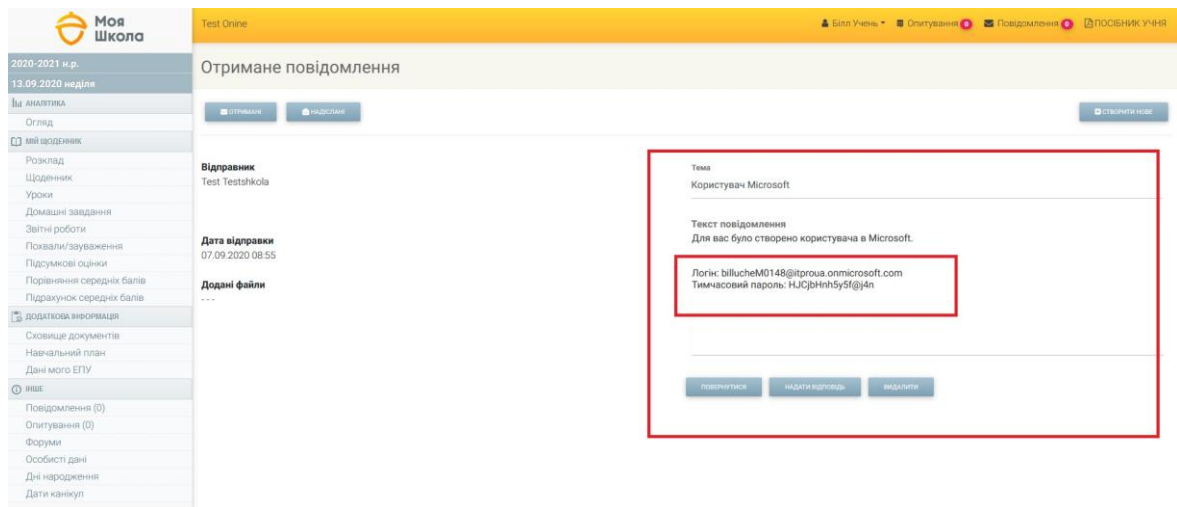 Моя
Школа
Test Onine
Білл Учень
Опитування 0
Повідомлення 0
ПОСІБНИК УЧНЯ
2020-2021 н.р.
13.09.2020 неділя
АНАЛІТИКА
Огляд
МІЙ ЩОДЕННИК
Розклад
Щоденник
Уроки
Домашні завдання
Звітні роботи
Похвали/зауваження
Підсумкові оцінки
Порівняння середніх балів
Підрахунок середніх балів
ДОДАТКОВА ІНФОРМАЦІЯ
Сховище документів
Навчальний план
Дані мого ЕПУ
ІНШЕ
Повідомлення (0)
Опитування (0)
Форуми
Особисті дані
Дні народження
Дати канікул
Отримане повідомлення
ОТРИМАНІ
НАДІСЛАНІ
СТВОРИТИ НОВЕ
Відправник
Test Testshkola
Дата відправки
07.09.2020 08:55
Додані файли
- - -
Тема
Користувач Microsoft
Текст повідомлення
Для вас було створено користувача в Microsoft.
Логін: billucheM0148@itproua.onmicrosoft.com
Тимчасовий пароль: HJCjbHnh5y5f@j4n
ПОВЕРНУТИСЯ
НАДАТИ ВІДПОВІДЬ
ВИДАЛИТИ